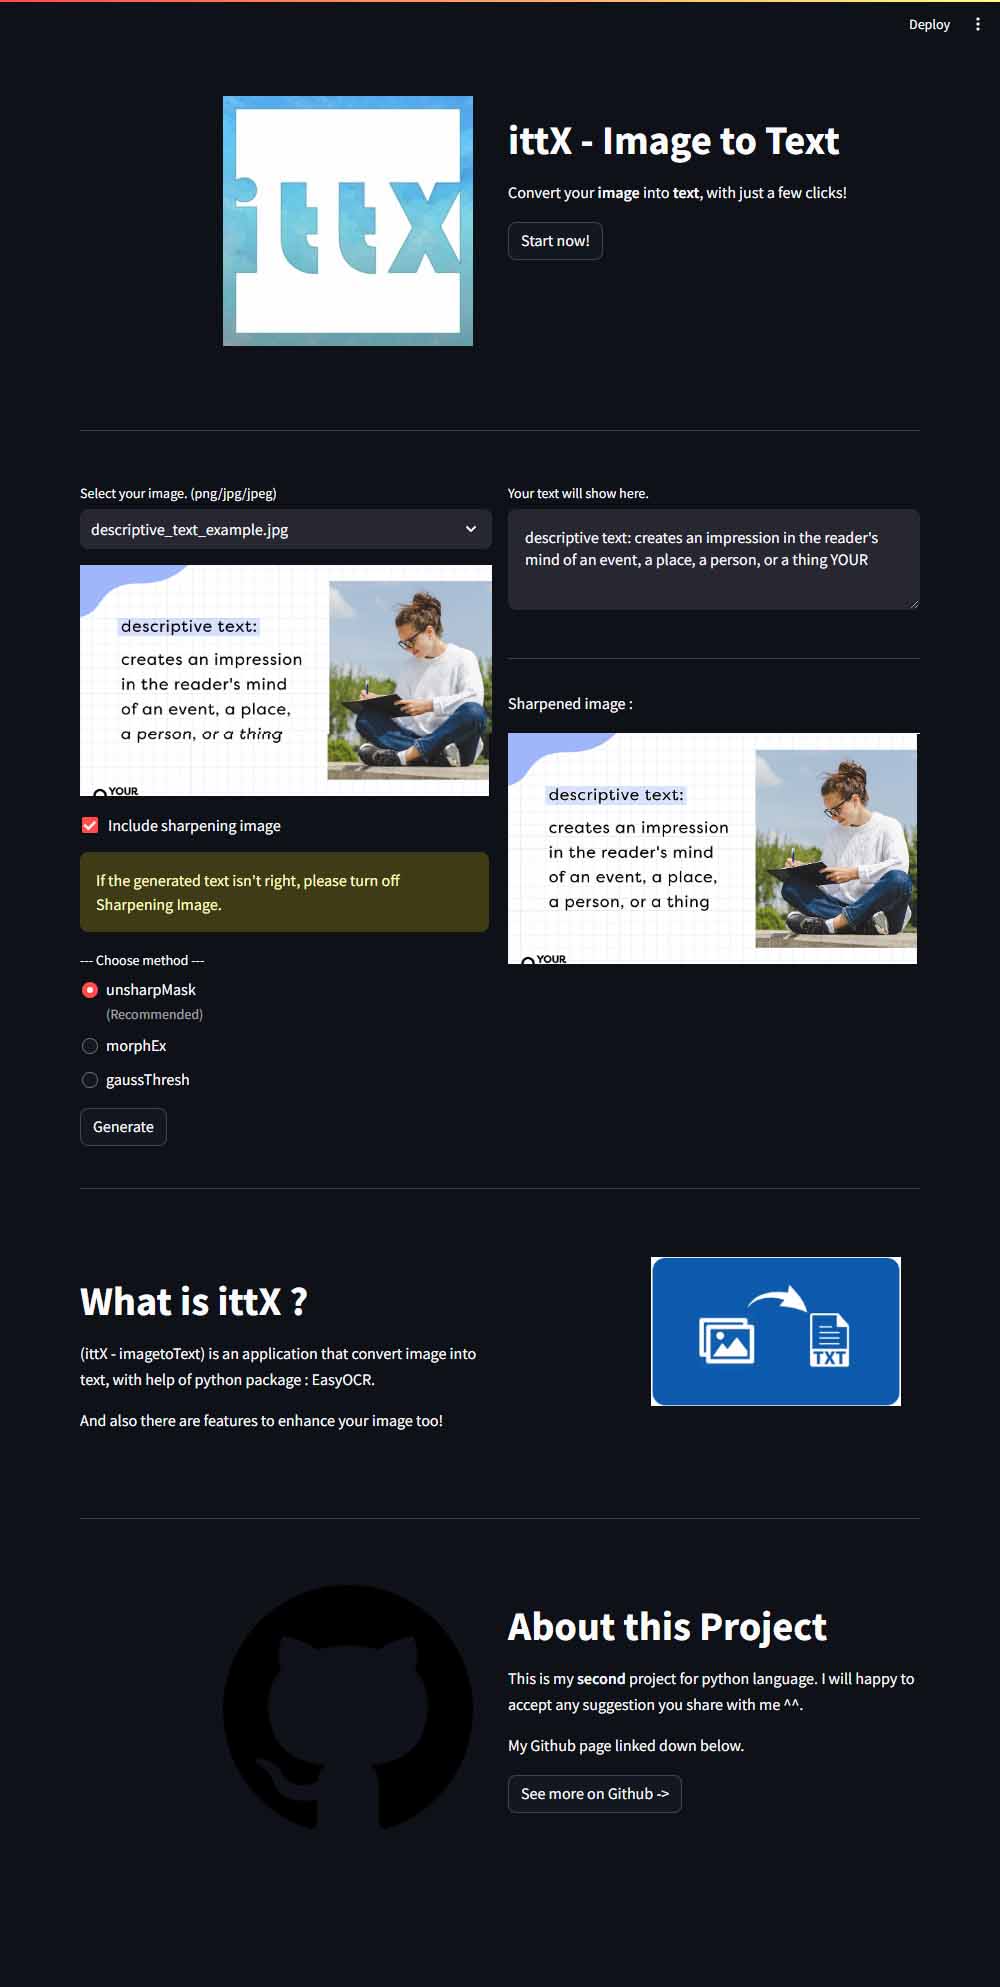 Deploy
ittX
ittX - Image to Text
Convert your image into text, with just a few clicks!
Start now!
Select your image. (png/jpg/jpeg)
descriptive_text_example.jpg
descriptive text:
creates an impression
in the reader's mind
of an event, a place,
a person, or a thing
YOUR
Include sharpening image
If the generated text isn't right, please turn off
Sharpening Image.
--- Choose method ---
unsharpMask
(Recommended)
morphEx
gaussThresh
Generate
Your text will show here.
descriptive text: creates an impression in the reader's
mind of an event, a place, a person, or a thing YOUR
Sharpened image :
descriptive text:
creates an impression
in the reader's mind
of an event, a place,
a person, or a thing
YOUR
What is ittX ?
(ittX - imagetoText) is an application that convert image into
text, with help of python package : EasyOCR.
And also there are features to enhance your image too!
TXT
About this Project
This is my second project for python language. I will happy to
accept any suggestion you share with me ^^.
My Github page linked down below.
See more on Github ->